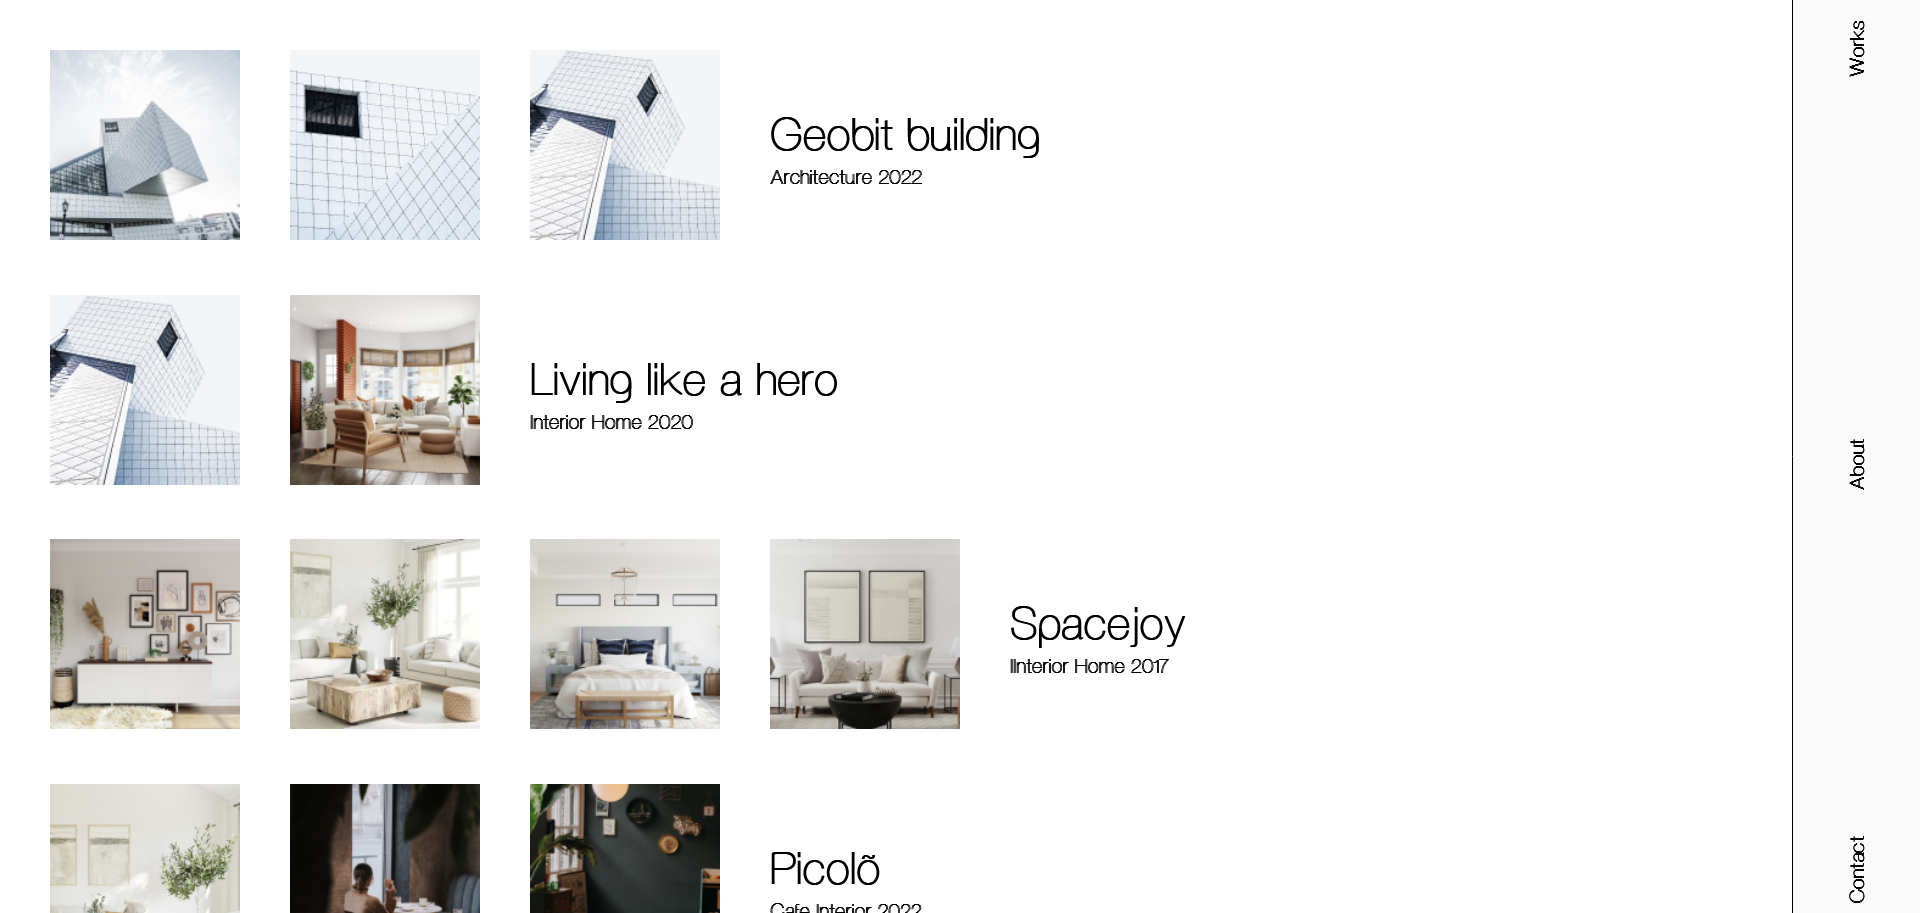 Geobit building
Architecture 2022
Living like a hero
Interior Home 2020
Spacejoy
IInterior Home 2017
Picolõ
Cafe Interior 2022
Works
About
Contact